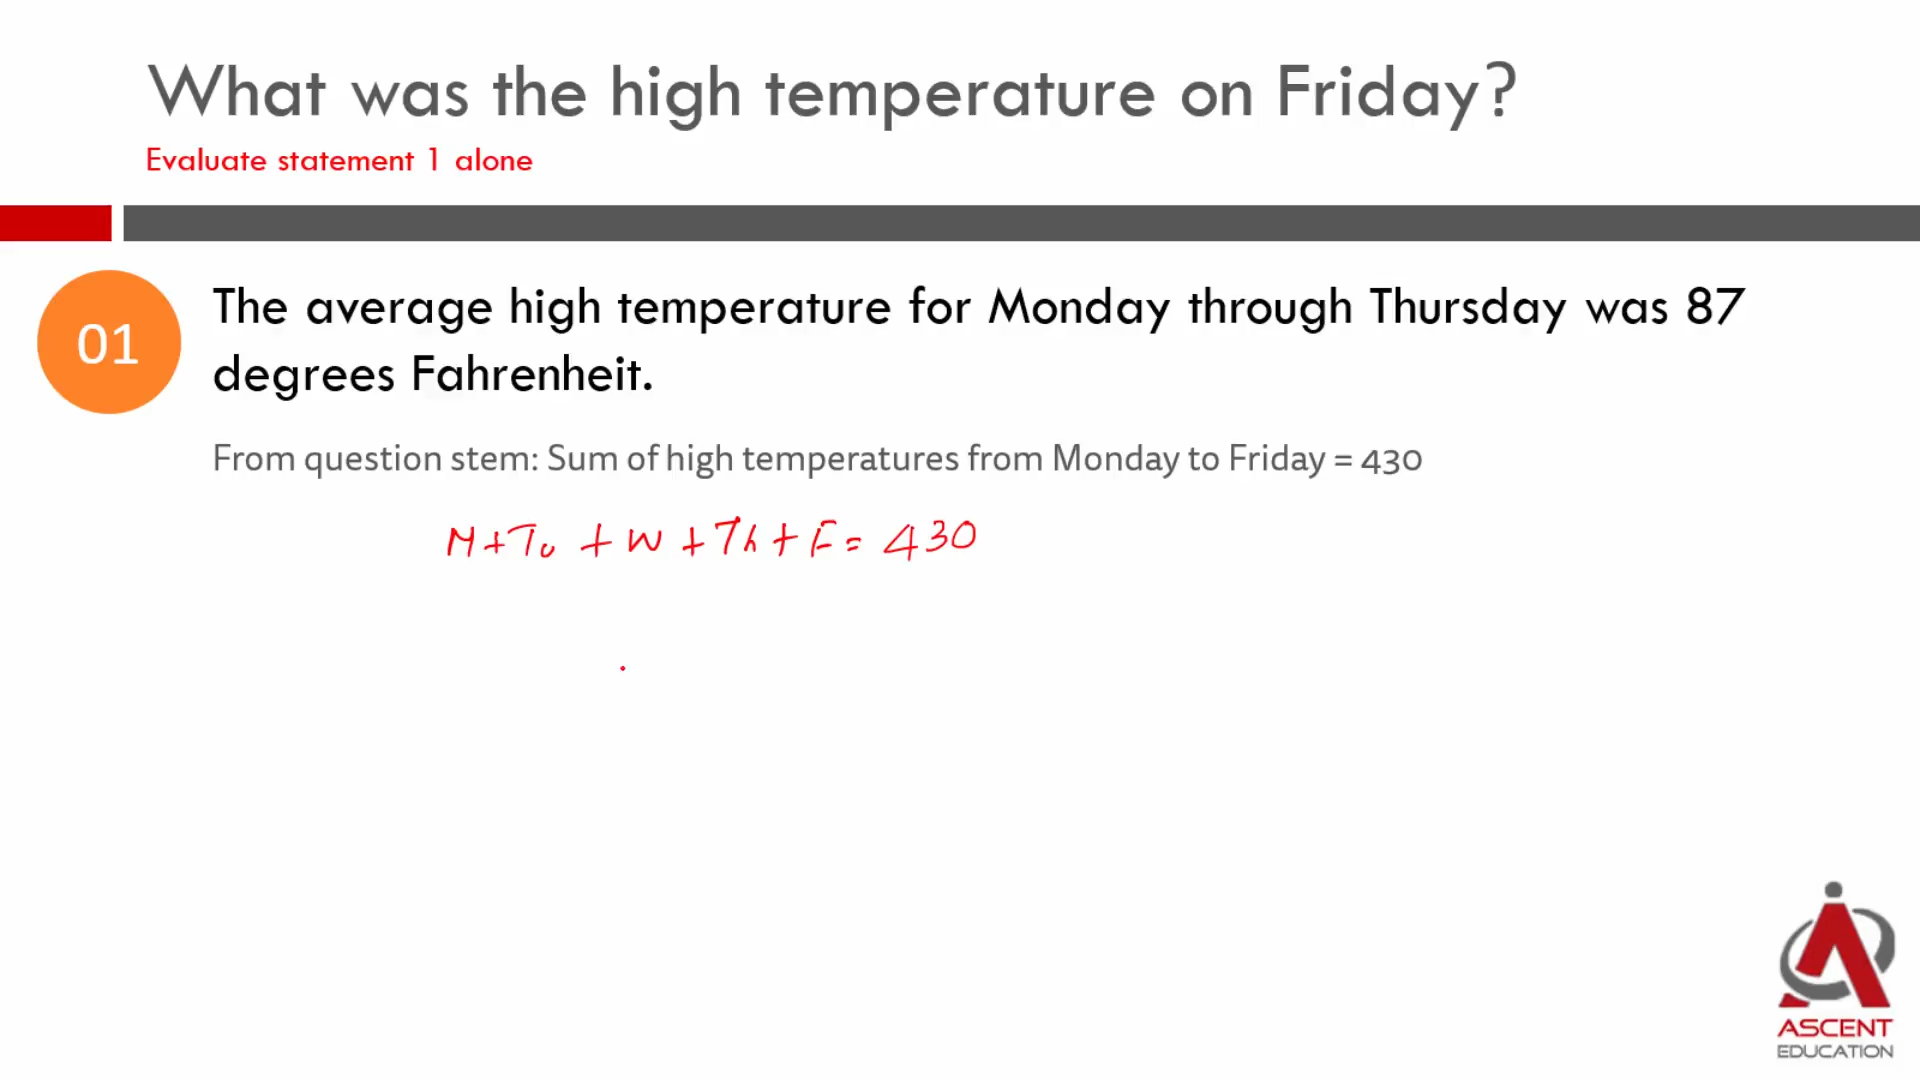 What was the high temperature on Friday?
Evaluate statement 1 alone
01
The average high temperature for Monday through Thursday was 87
degrees Fahrenheit.
From question stem: Sum of high temperatures from Monday to Friday = 430
M + Tu + W + Th + F = 430
ASCENT
EDUCATION